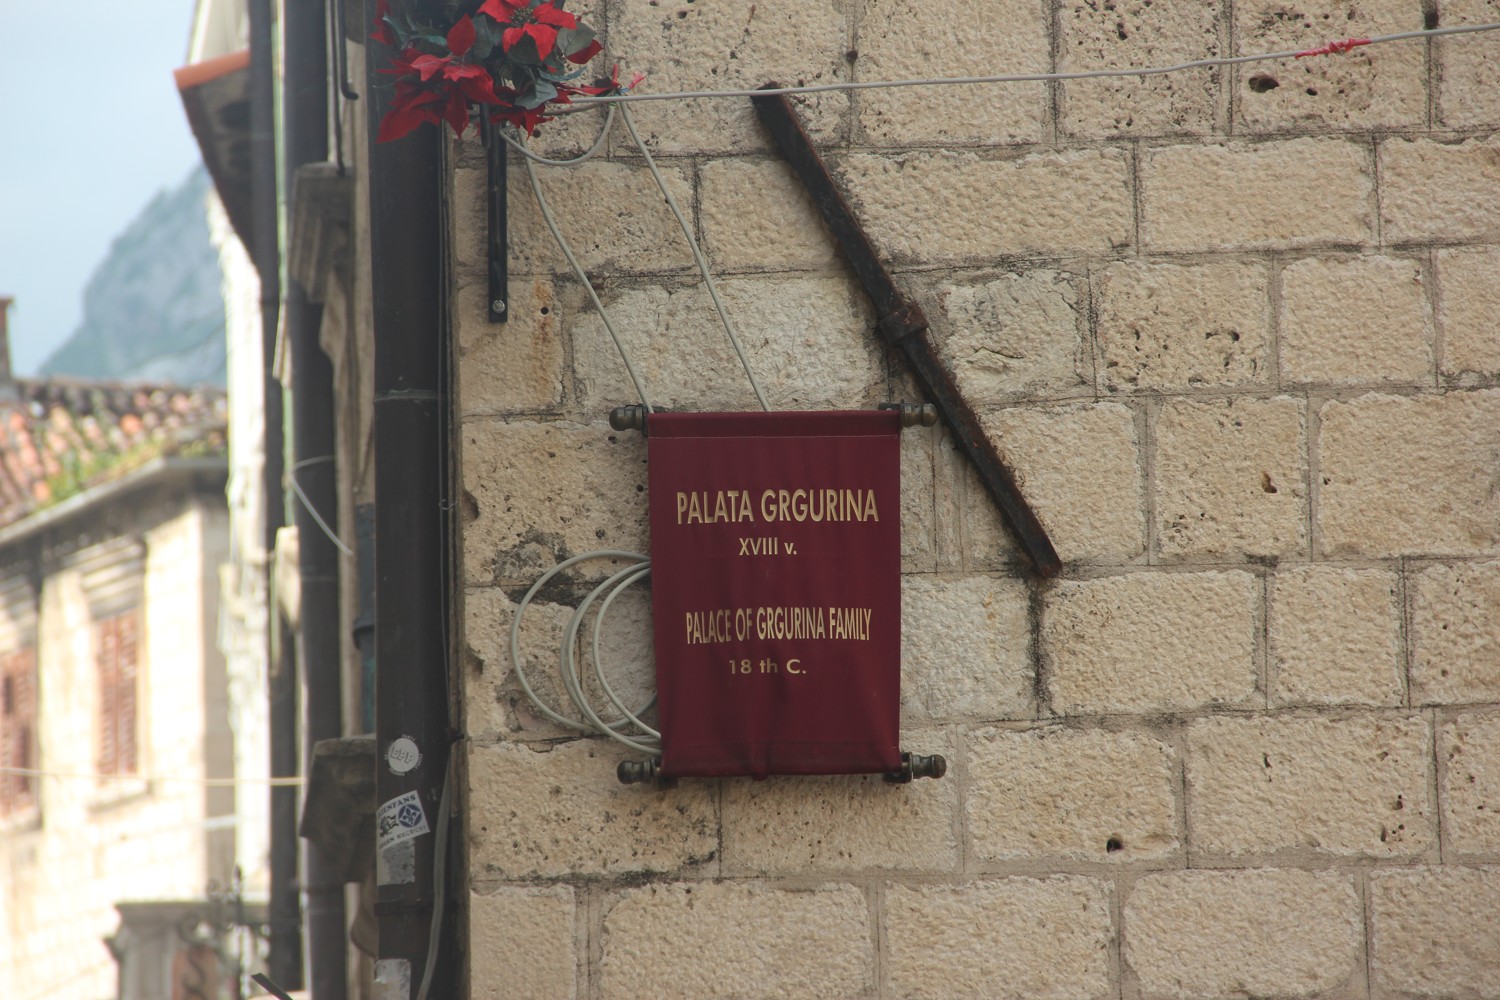 PALATA GRGURINA
XVIII v.
PALACE OF GRGURINA FAMILY
18 th C.